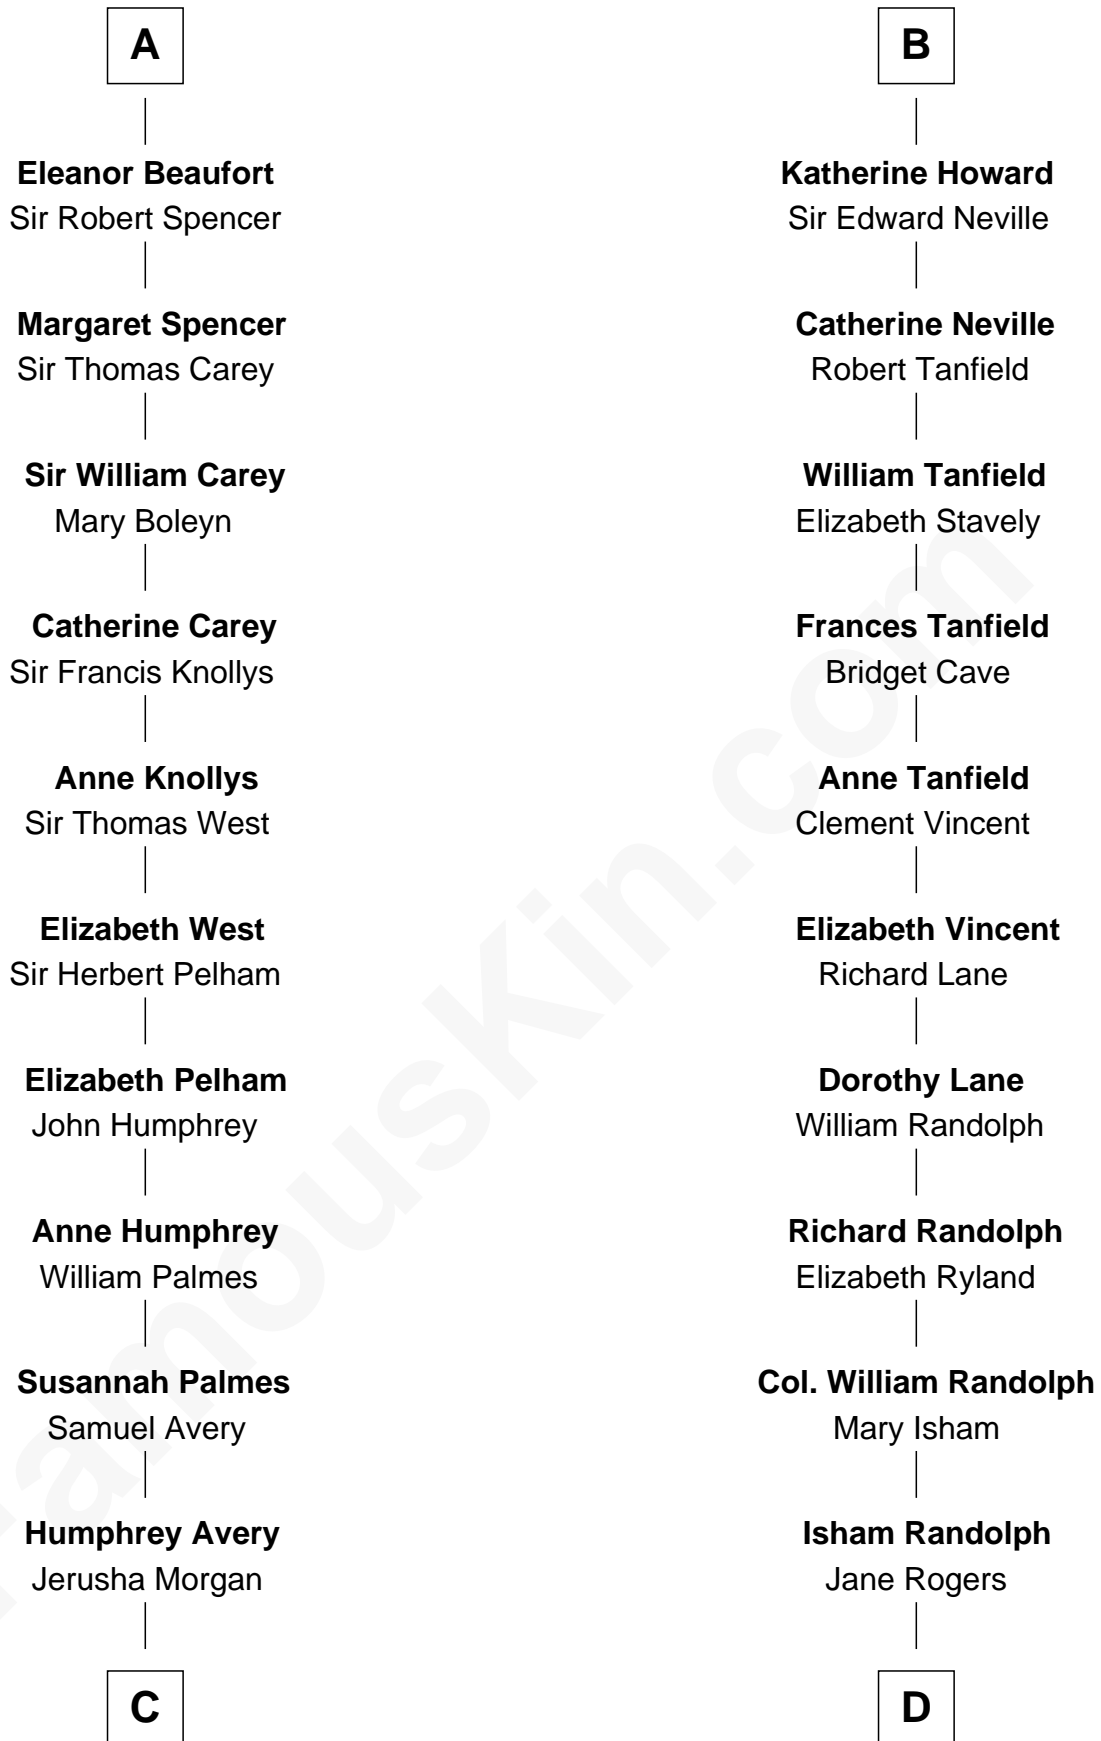 A
Eleanor Beaufort
Sir Robert Spencer
Margaret Spencer
Sir Thomas Carey
Sir William Carey
Mary Boleyn
Catherine Carey
Sir Francis Knollys
Anne Knollys
Sir Thomas West
Elizabeth West
Sir Herbert Pelham
Elizabeth Pelham
John Humphrey
Anne Humphrey
William Palmes
Susannah Palmes
Samuel Avery
Humphrey Avery
Jerusha Morgan
C
B
Katherine Howard
Sir Edward Neville
Catherine Neville
Robert Tanfield
William Tanfield
Elizabeth Stavely
Frances Tanfield
Bridget Cave
Anne Tanfield
Clement Vincent
Elizabeth Vincent
Richard Lane
Dorothy Lane
William Randolph
Richard Randolph
Elizabeth Ryland
Col. William Randolph
Mary Isham
Isham Randolph
Jane Rogers
D
FamousKin.com